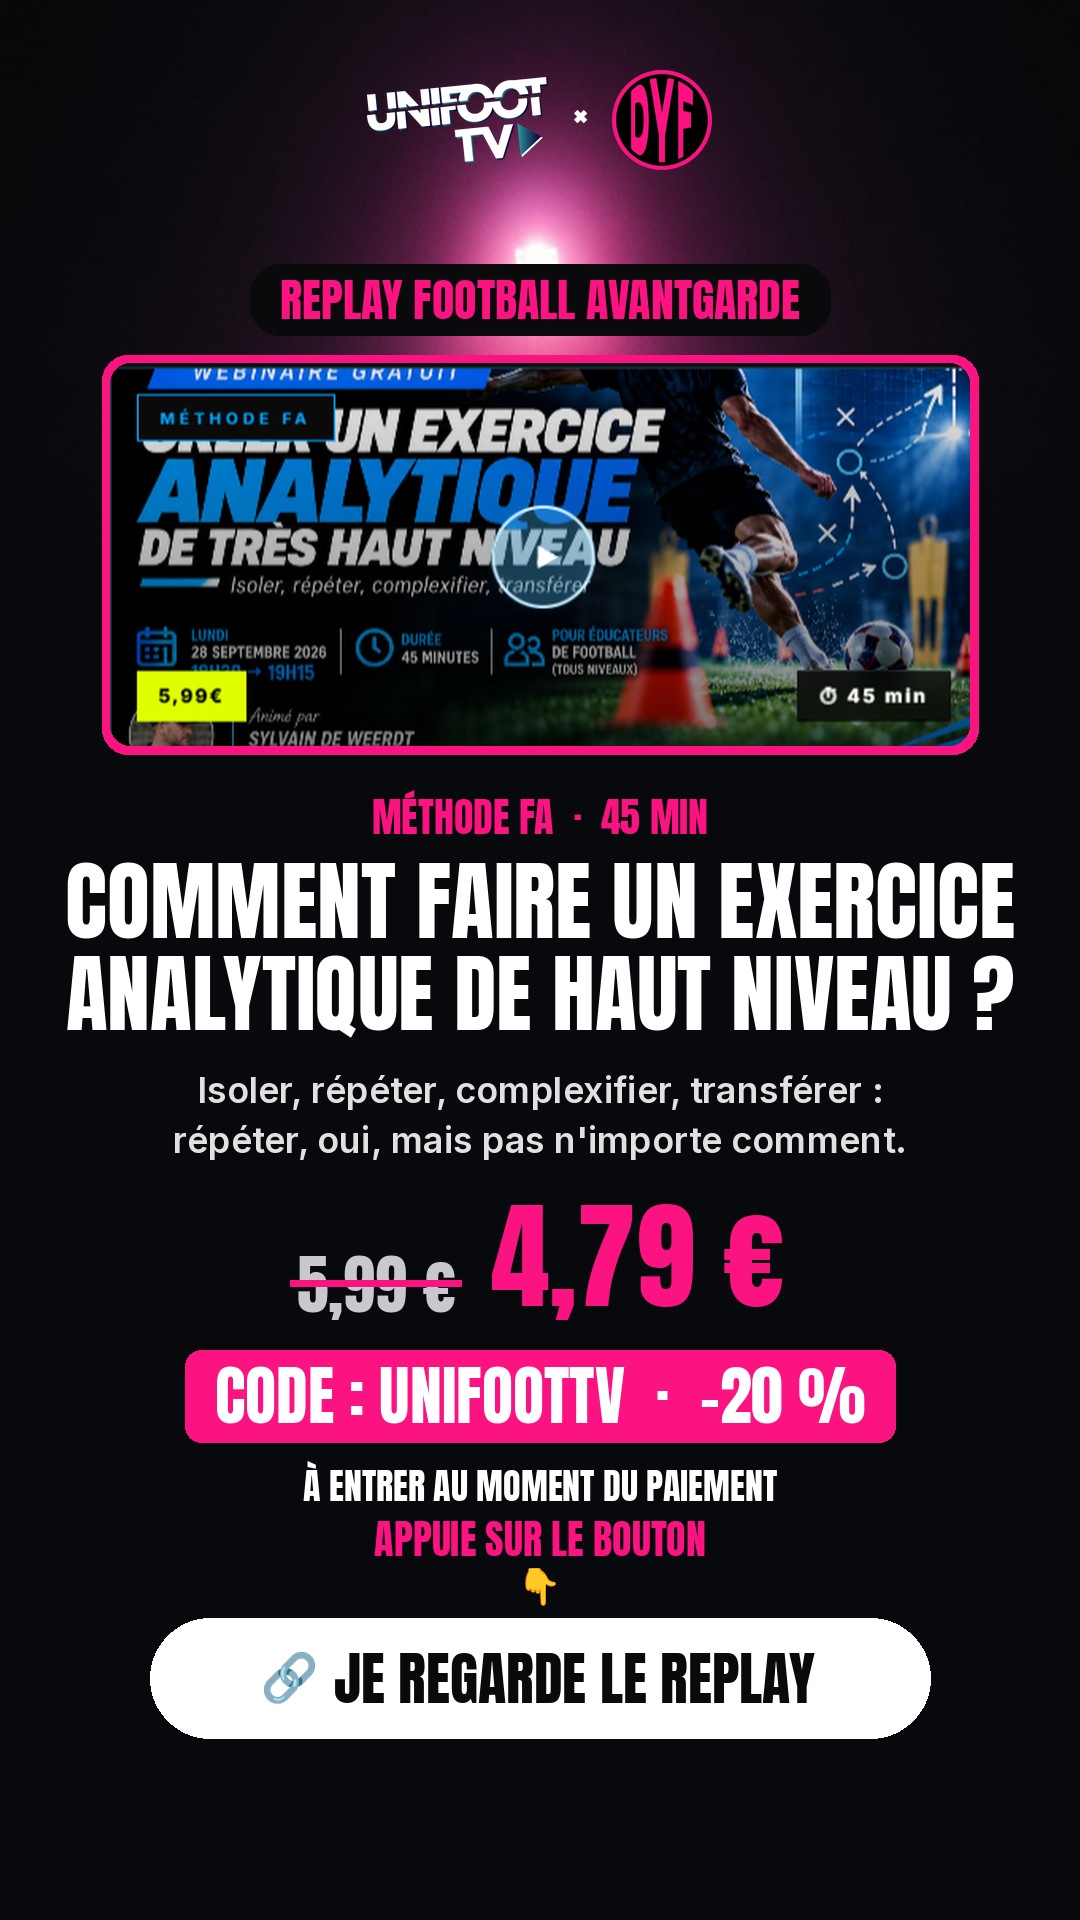 UNIFOOT
TV
×
DYF
REPLAY FOOTBALL AVANTGARDE
WEBINAIRE GRATUIT
MÉTHODE FA
UN EXERCICE
ANALYTIQUE
DE TRÈS HAUT NIVEAU
Isoler, répéter, complexifier, transférer
LUNDI
28 SEPTEMBRE 2026
→ 19H15
DURÉE
45 MINUTES
POUR ÉDUCATEURS
DE FOOTBALL
(TOUS NIVEAUX)
5,99€
⏱ 45 min
Animé par
SYLVAIN DE WEERDT
MÉTHODE FA · 45 MIN
COMMENT FAIRE UN EXERCICE
ANALYTIQUE DE HAUT NIVEAU ?
Isoler, répéter, complexifier, transférer :
répéter, oui, mais pas n'importe comment.
5,99 € 4,79 €
CODE : UNIFOOTTV · -20 %
À ENTRER AU MOMENT DU PAIEMENT
APPUIE SUR LE BOUTON
👇
🔗 JE REGARDE LE REPLAY